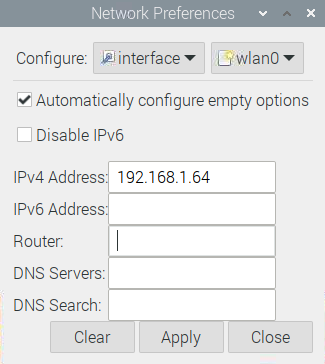 Network Preferences
Configure: interface wlan0
Automatically configure empty options
Disable IPv6
IPv4 Address: 192.168.1.64
IPv6 Address:
Router:
DNS Servers:
DNS Search:
Clear Apply Close